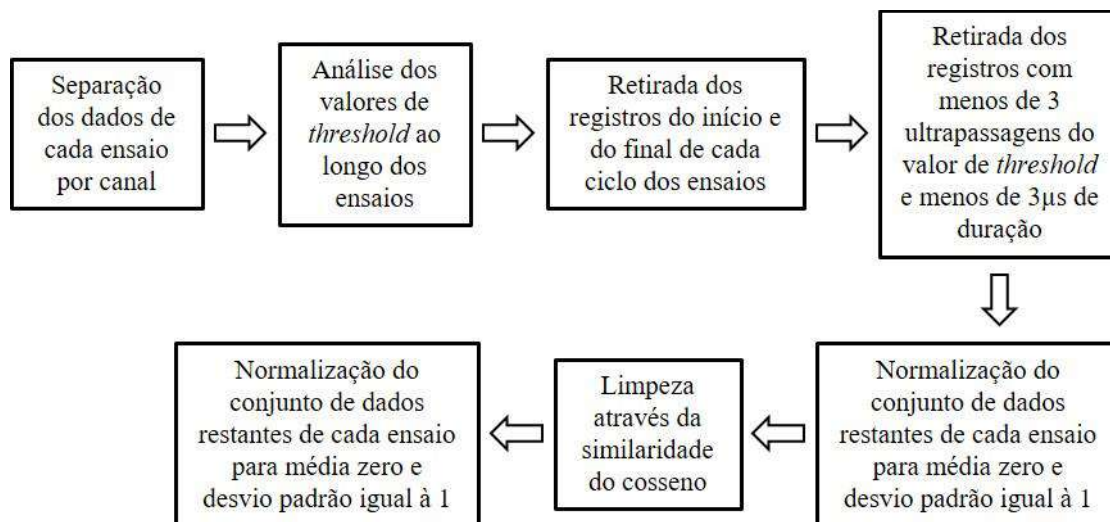 Separação
dos dados de
cada ensaio
por canal
Análise dos
valores de
threshold ao
longo dos
ensaios
Retirada dos
registros do início e
do final de cada
ciclo dos ensaios
Retirada dos
registros com
menos de 3
ultrapassagens do
valor de threshold
e menos de 3µs de
duração
Normalização do
conjunto de dados
restantes de cada ensaio
para média zero e
desvio padrão igual à 1
Limpeza
através da
similaridade
do cosseno
Normalização do
conjunto de dados
restantes de cada ensaio
para média zero e
desvio padrão igual à 1